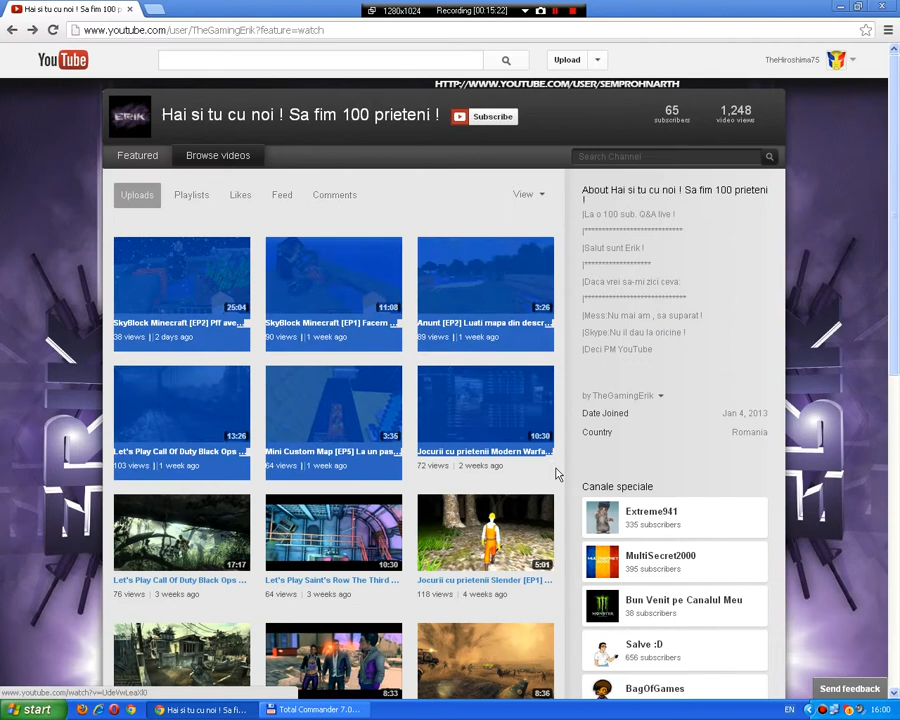 Hai si tu cu noi ! Sa fim 100 p
1280x1024 Recording [00:15:22]
www.youtube.com/user/TheGamingErik?feature=watch
YouTube
Upload
TheHiroshima75
HTTP://WWW.YOUTUBE.COM/USER/SEMPROHNARTH
ERIK
Hai si tu cu noi ! Sa fim 100 prieteni !
Subscribe
65
subscribers
1,248
video views
Featured
Browse videos
Search Channel
Uploads
Playlists
Likes
Feed
Comments
View
25:04
SkyBlock Minecraft [EP2] Pff ave...
38 views | 2 days ago
11:08
SkyBlock Minecraft [EP1] Facem ...
90 views | 1 week ago
3:26
Anunt [EP2] Luati mapa din descr...
89 views | 1 week ago
13:26
Let's Play Call Of Duty Black Ops ...
103 views | 1 week ago
3:35
Mini Custom Map [EP5] La un pas...
64 views | 1 week ago
10:30
Jocurii cu prietenii Modern Warfa...
72 views | 2 weeks ago
17:17
Let's Play Call Of Duty Black Ops ...
76 views | 3 weeks ago
10:30
Let's Play Saint's Row The Third ...
64 views | 3 weeks ago
5:01
Jocurii cu prietenii Slender [EP1] ...
118 views | 4 weeks ago
8:33
8:36
About Hai si tu cu noi ! Sa fim 100 prieteni
!
|La o 100 sub. Q&A live !
|****************************
|Salut sunt Erik !
|*******************
|Daca vrei sa-mi zici ceva:
|*****************************
|Mess:Nu mai am , sa suparat !
|Skype:Nu il dau la oricine !
|Deci PM YouTube
by TheGamingErik
Date Joined Jan 4, 2013
Country Romania
Canale speciale
Extreme941
335 subscribers
MultiSecret2000
395 subscribers
Bun Venit pe Canalul Meu
38 subscribers
Salve :D
656 subscribers
BagOfGames
Send feedback
www.youtube.com/watch?v=UdeVwLeaXl0
start
Hai si tu cu noi ! Sa fi...
Total Commander 7.0...
EN
16:00